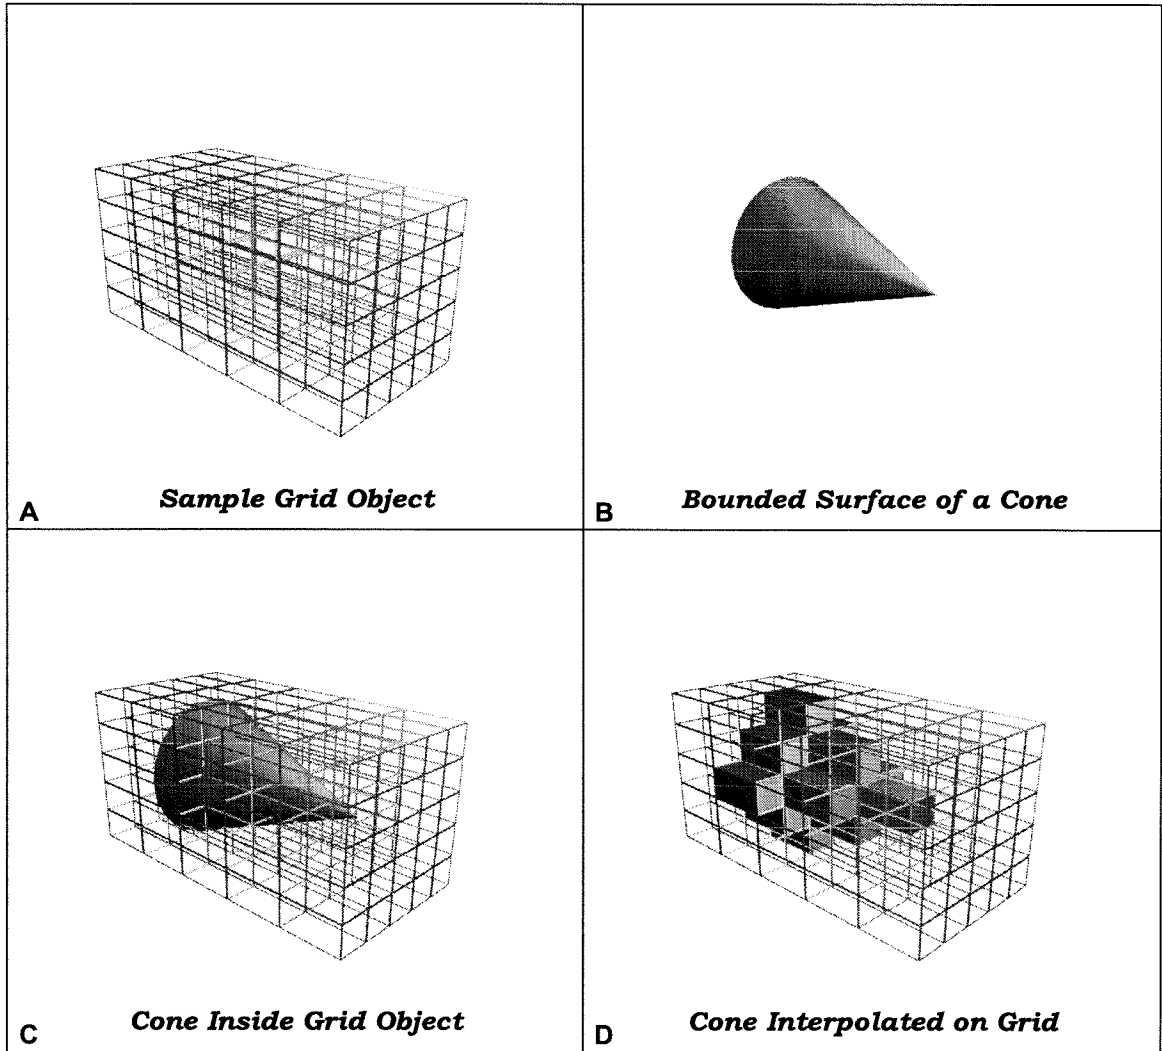 A
Sample Grid Object
B
Bounded Surface of a Cone
C
Cone Inside Grid Object
D
Cone Interpolated on Grid